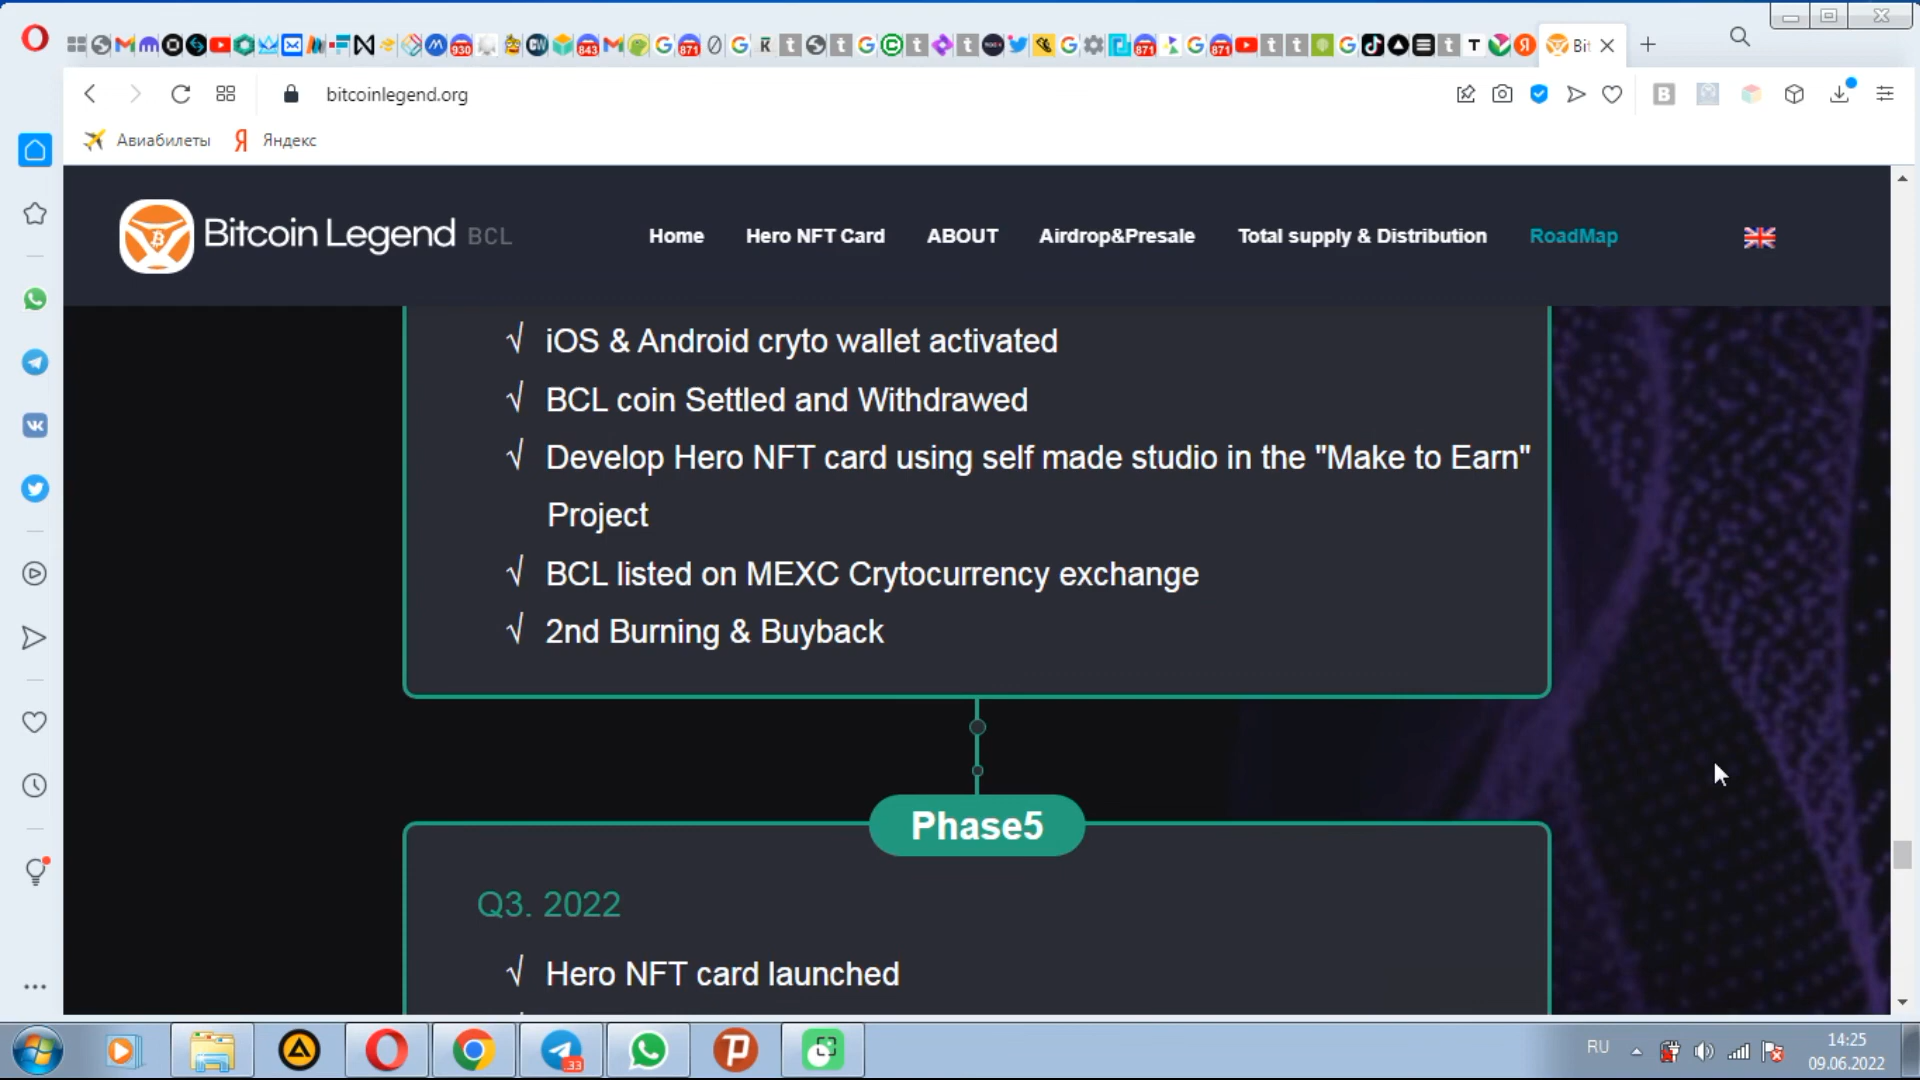 Bit
bitcoinlegend.org
Авиабилеты Яндекс
Bitcoin Legend BCL Home Hero NFT Card ABOUT Airdrop&Presale Total supply & Distribution RoadMap
√ iOS & Android cryto wallet activated
√ BCL coin Settled and Withdrawed
√ Develop Hero NFT card using self made studio in the "Make to Earn"
Project
√ BCL listed on MEXC Crytocurrency exchange
√ 2nd Burning & Buyback
Phase5
Q3. 2022
√ Hero NFT card launched
33
RU
14:25
09.06.2022